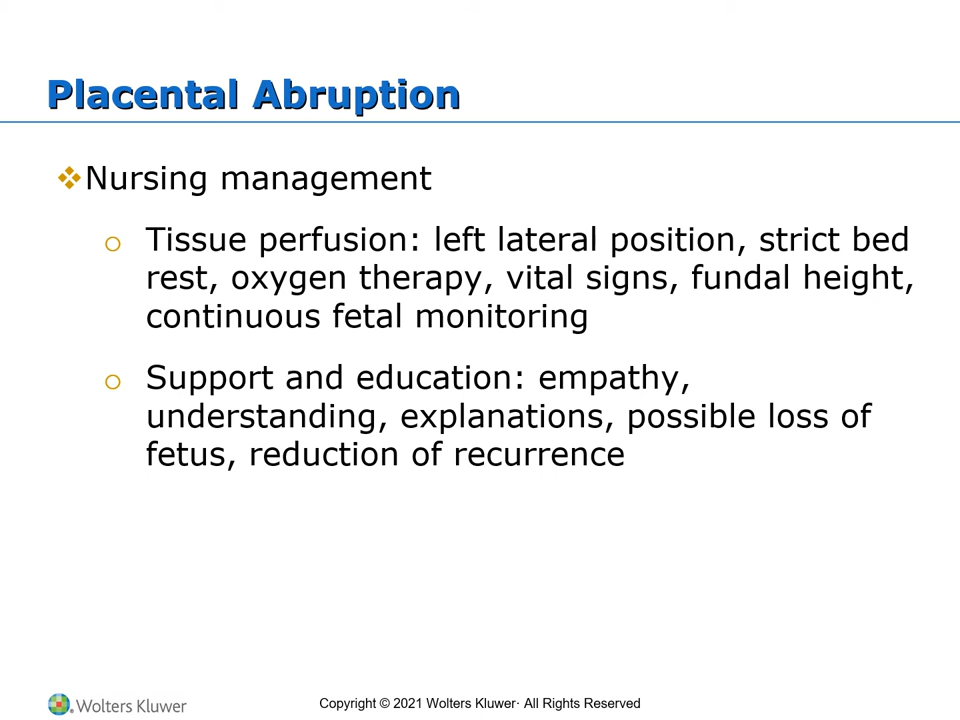 Placental Abruption
❖Nursing management
o Tissue perfusion: left lateral position, strict bed
rest, oxygen therapy, vital signs, fundal height,
continuous fetal monitoring
o Support and education: empathy,
understanding, explanations, possible loss of
fetus, reduction of recurrence
Wolters Kluwer
Copyright © 2021 Wolters Kluwer· All Rights Reserved